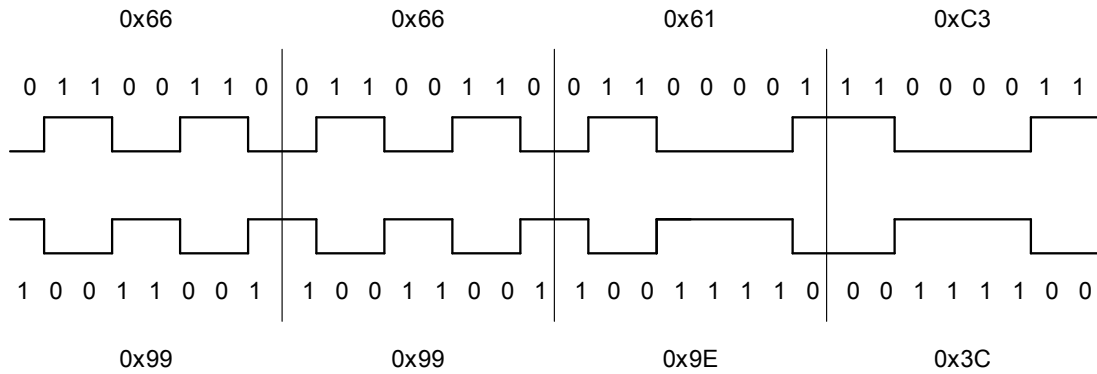 0x66 0x66 0x61 0xC3
0 1 1 0 0 1 1 0 0 1 1 0 0 1 1 0 0 1 1 0 0 0 0 1 1 1 0 0 0 0 1 1
1 0 0 1 1 0 0 1 1 0 0 1 1 0 0 1 1 0 0 1 1 1 1 0 0 0 1 1 1 1 0 0
0x99 0x99 0x9E 0x3C